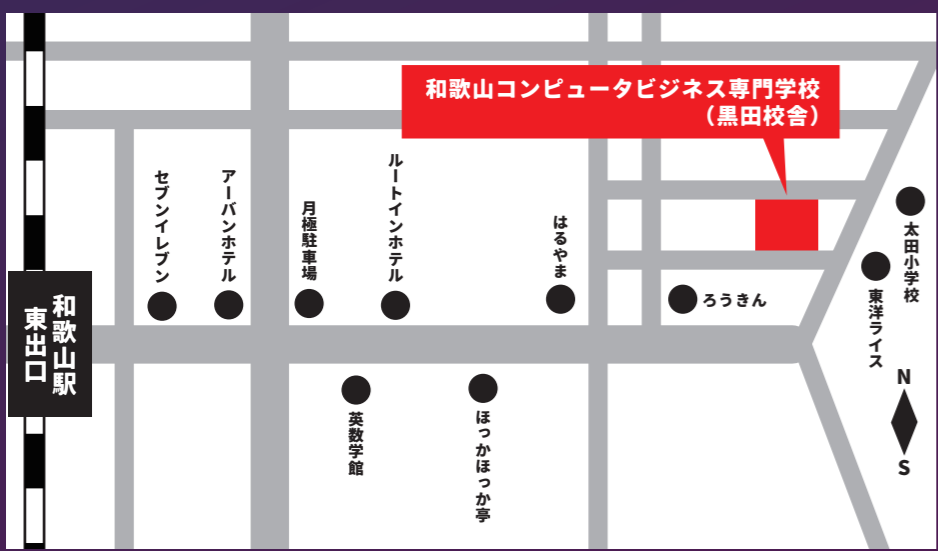 和歌山コンピュータビジネス専門学校
（黒田校舎）
セブンイレブン
アーバンホテル
月極駐車場
ルートインホテル
はるやま
ろうきん
太田小学校
東洋ライス
和歌山駅
東出口
英数学館
ほっかほっか亭
N
S